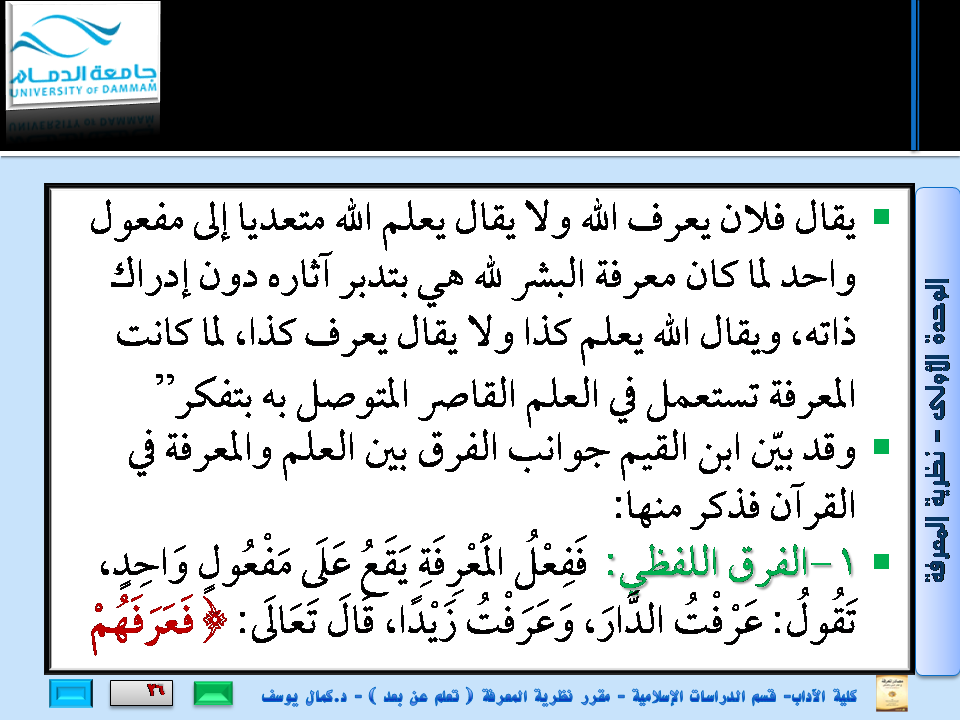 جامعة الدمـام
UNIVERSITY OF DAMMAM
يقال فلان يعرف الله ولا يقال يعلم الله متعديا إلى مفعول
واحد لما كان معرفة البشر لله هي بتدبر آثاره دون إدراك
ذاته، ويقال الله يعلم كذا ولا يقال يعرف كذا، لما كانت
المعرفة تستعمل في العلم القاصر المتوصل به بتفكر”
وقد بيّن ابن القيم جوانب الفرق بين العلم والمعرفة في
القرآن فذكر منها:
١-الفرق اللفظي: فَفِعْلُ الْمَعْرِفَةِ يَقَعُ عَلَى مَفْعُولٍ وَاحِدٍ،
تَقُولُ: عَرْفْتُ الدَّارَ، وَعَرَفْتُ زَيْدًا، قَالَ تَعَالَى: ﴿ فَعَرَفَهُمْ
الوحدة الأولى - نظرية المعرفة
كلية الآداب- قسم الدراسات الإسلامية - مقرر نظرية المعرفة ( تعلم عن بعد ) - د.كمال يوسف
٣٦